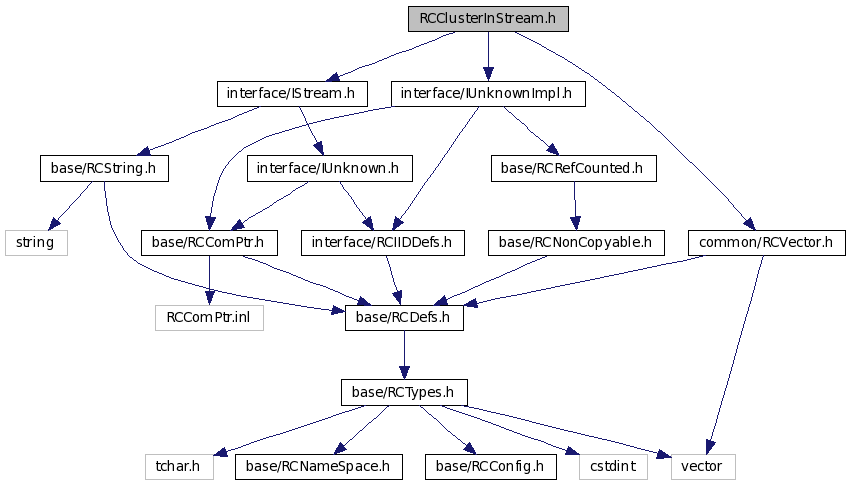 RCClusterInStream.h
interface/IStream.h
interface/IUnknownImpl.h
base/RCString.h
interface/IUnknown.h
base/RCRefCounted.h
string
base/RCComPtr.h
interface/RCIIDDefs.h
base/RCNonCopyable.h
common/RCVector.h
RCComPtr.inl
base/RCDefs.h
base/RCTypes.h
tchar.h
base/RCNameSpace.h
base/RCConfig.h
cstdint
vector